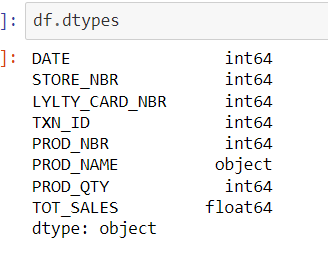 ]: df.dtypes
]: DATE int64
STORE_NBR int64
LYLTY_CARD_NBR int64
TXN_ID int64
PROD_NBR int64
PROD_NAME object
PROD_QTY int64
TOT_SALES float64
dtype: object